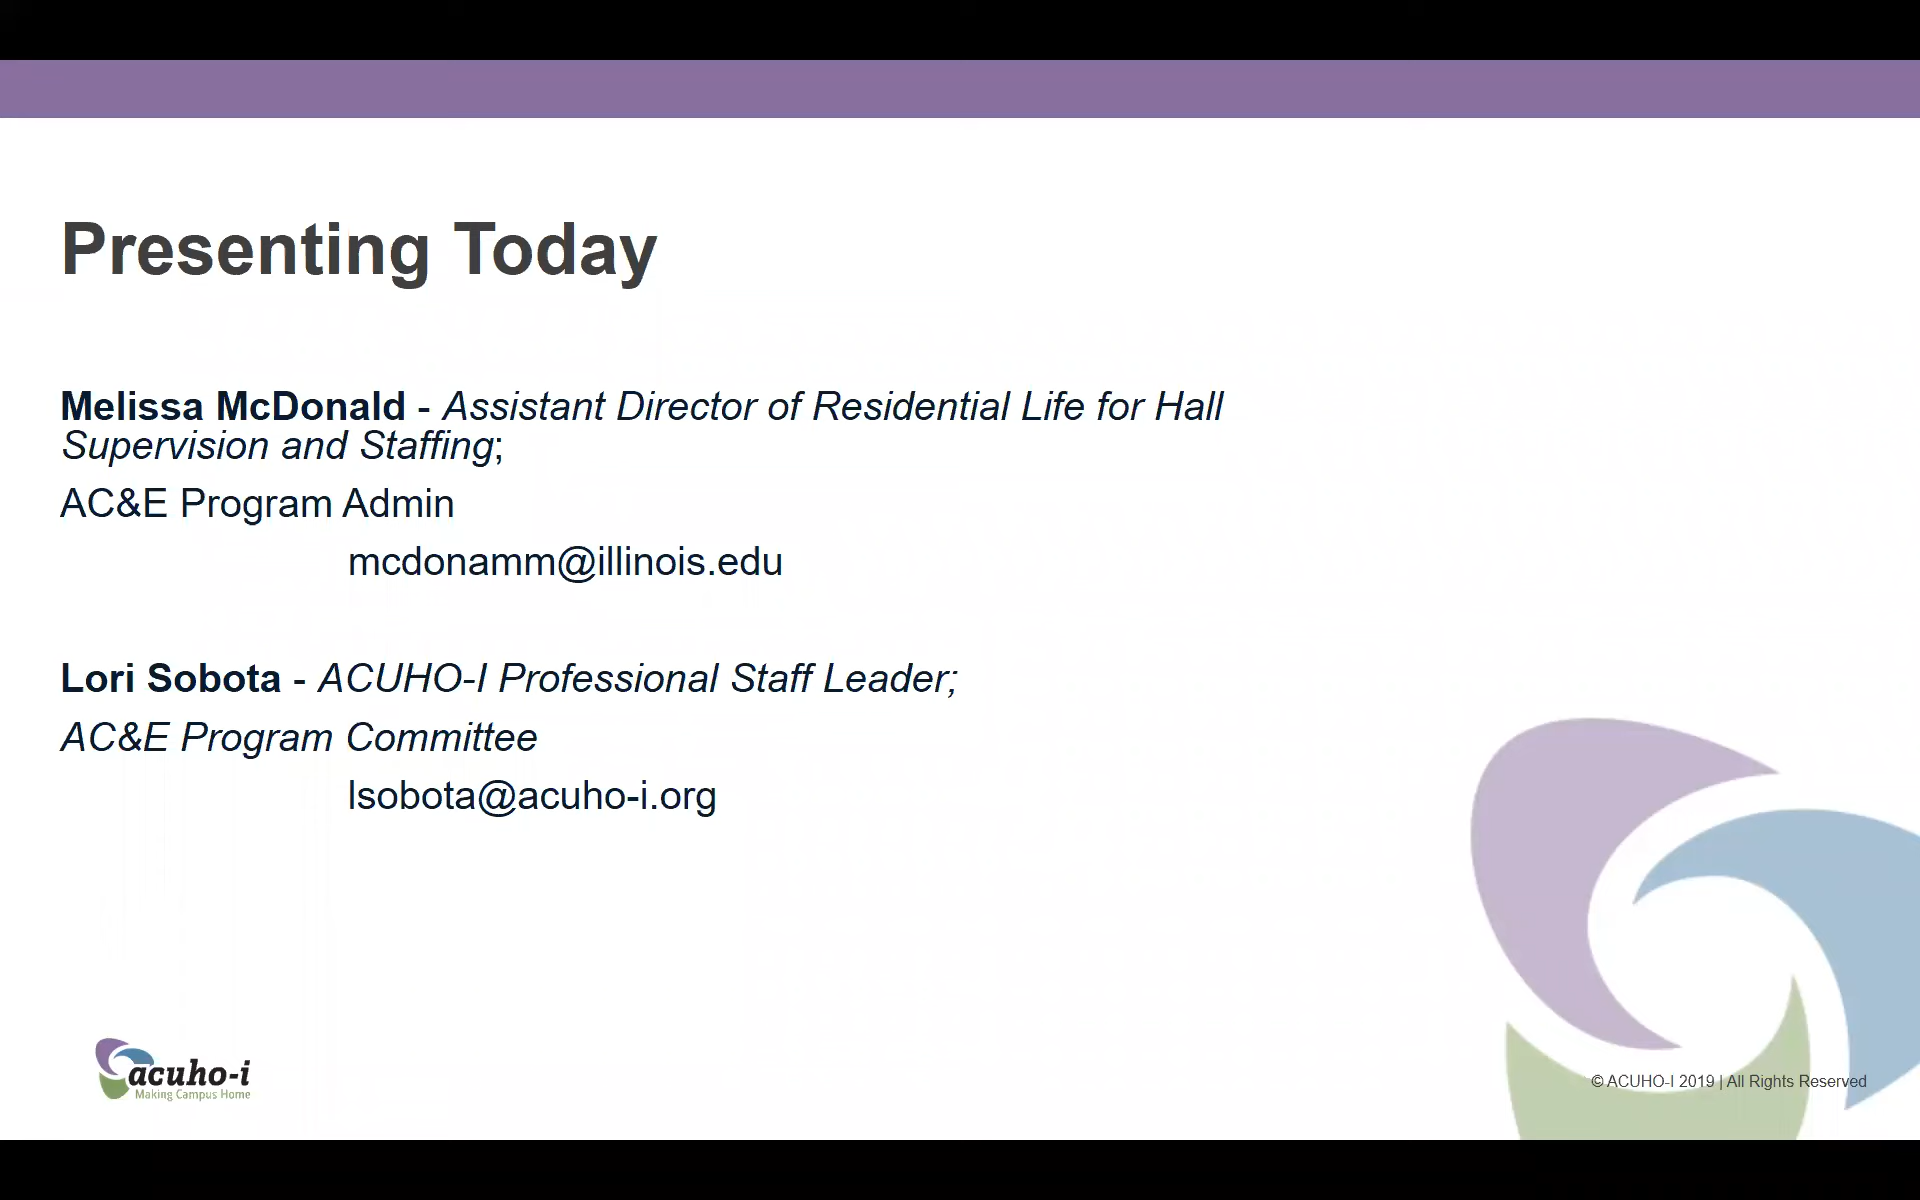 Presenting Today
Melissa McDonald - Assistant Director of Residential Life for Hall
Supervision and Staffing;
AC&E Program Admin
mcdonamm@illinois.edu
Lori Sobota - ACUHO-I Professional Staff Leader;
AC&E Program Committee
lsobota@acuho-i.org
acuho-i
Making Campus Home
© ACUHO-I 2019 | All Rights Reserved